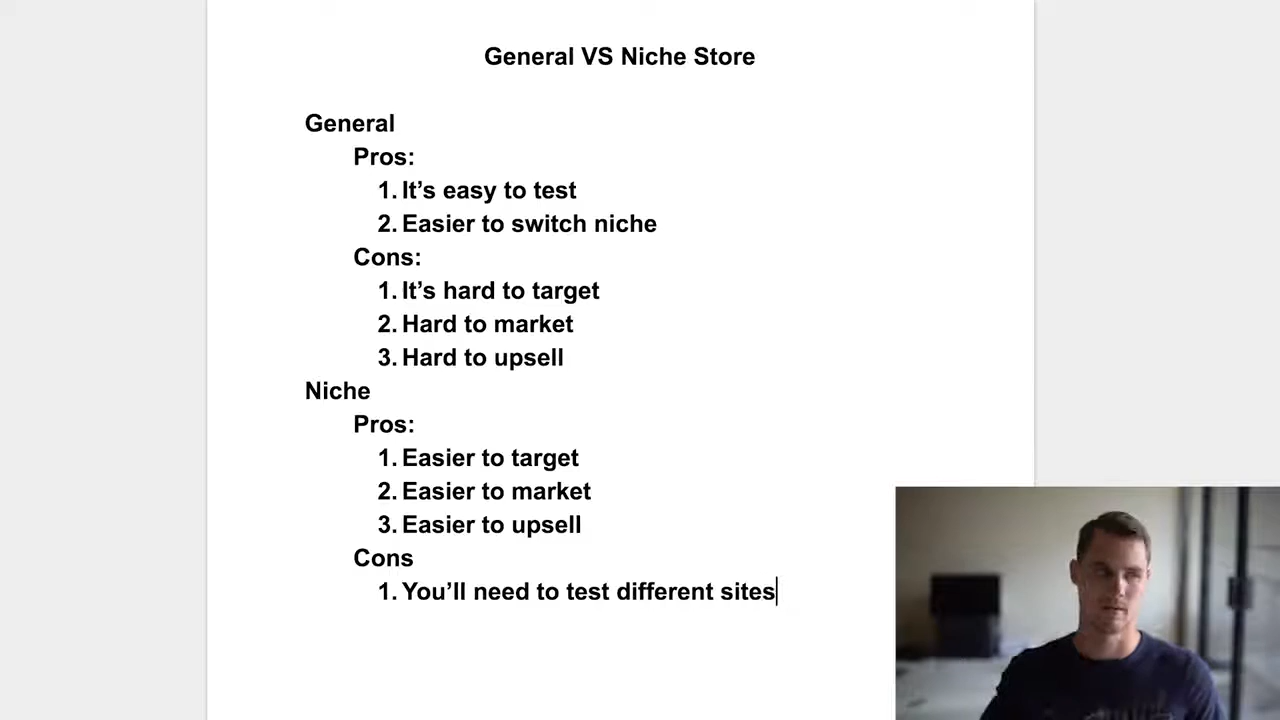 General VS Niche Store
General
Pros:
1. It's easy to test
2. Easier to switch niche
Cons:
1. It's hard to target
2. Hard to market
3. Hard to upsell
Niche
Pros:
1. Easier to target
2. Easier to market
3. Easier to upsell
Cons
1. You'll need to test different sites